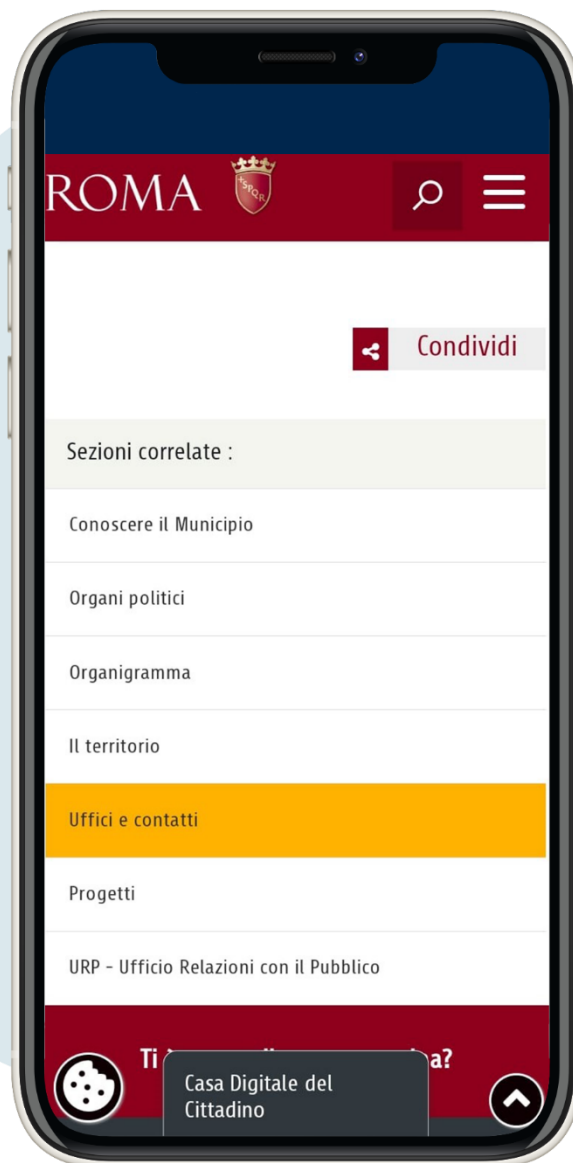 ROMA
SPQR
Condividi
Sezioni correlate :
Conoscere il Municipio
Organi politici
Organigramma
Il territorio
Uffici e contatti
Progetti
URP - Ufficio Relazioni con il Pubblico
Ti
Casa Digitale del
Cittadino